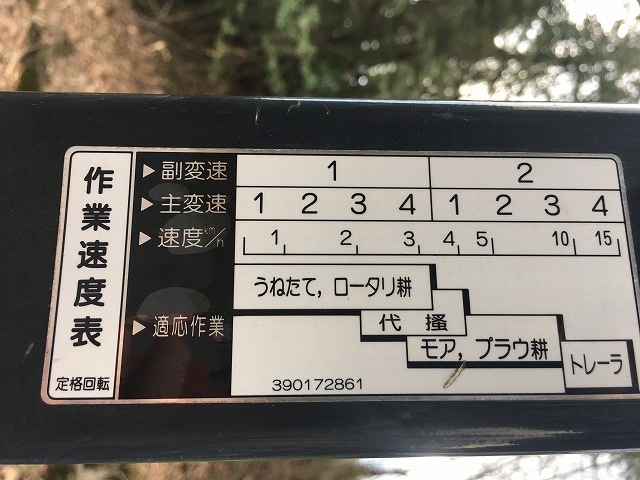 作業速度表
定格回転
▶副変速 1 2
▶主変速 1 2 3 4 1 2 3 4
▶速度km/h 1 2 3 4 5 10 15
▶適応作業
うねたて, ロータリ耕
代掻
モア, プラウ耕
トレーラ
390172861